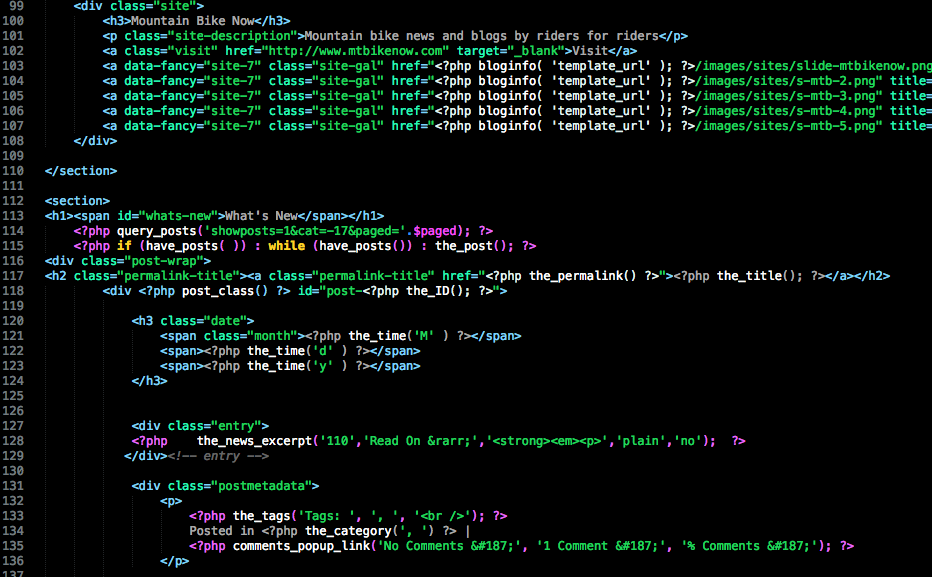 99 <div class="site">
100 <h3>Mountain Bike Now</h3>
101 <p class="site-description">Mountain bike news and blogs by riders for riders</p>
102 <a class="visit" href="http://www.mtbikenow.com" target="_blank">Visit</a>
103 <a data-fancy="site-7" class="site-gal" href="<?php bloginfo( 'template_url' ); ?>/images/sites/slide-mtbikenow.png
104 <a data-fancy="site-7" class="site-gal" href="<?php bloginfo( 'template_url' ); ?>/images/sites/s-mtb-2.png" title=
105 <a data-fancy="site-7" class="site-gal" href="<?php bloginfo( 'template_url' ); ?>/images/sites/s-mtb-3.png" title=
106 <a data-fancy="site-7" class="site-gal" href="<?php bloginfo( 'template_url' ); ?>/images/sites/s-mtb-4.png" title=
107 <a data-fancy="site-7" class="site-gal" href="<?php bloginfo( 'template_url' ); ?>/images/sites/s-mtb-5.png" title=
108 </div>
109
110 </section>
111
112 <section>
113 <h1><span id="whats-new">What's New</span></h1>
114 <?php query_posts('showposts=1&cat=-17&paged='.$paged); ?>
115 <?php if (have_posts( )) : while (have_posts()) : the_post(); ?>
116 <div class="post-wrap">
117 <h2 class="permalink-title"><a class="permalink-title" href="<?php the_permalink() ?>"><?php the_title(); ?></a></h2>
118 <div <?php post_class() ?> id="post-<?php the_ID(); ?>">
119
120 <h3 class="date">
121 <span class="month"><?php the_time('M' ) ?></span>
122 <span><?php the_time('d' ) ?></span>
123 <span><?php the_time('y' ) ?></span>
124 </h3>
125
126
127 <div class="entry">
128 <?php the_news_excerpt('110','Read On &rarr;','<strong><em><p>','plain','no'); ?>
129 </div><!-- entry -->
130
131 <div class="postmetadata">
132 <p>
133 <?php the_tags('Tags: ', ', ', '<br />'); ?>
134 Posted in <?php the_category(', ') ?> |
135 <?php comments_popup_link('No Comments &#187;', '1 Comment &#187;', '% Comments &#187;'); ?>
136 </p>
137